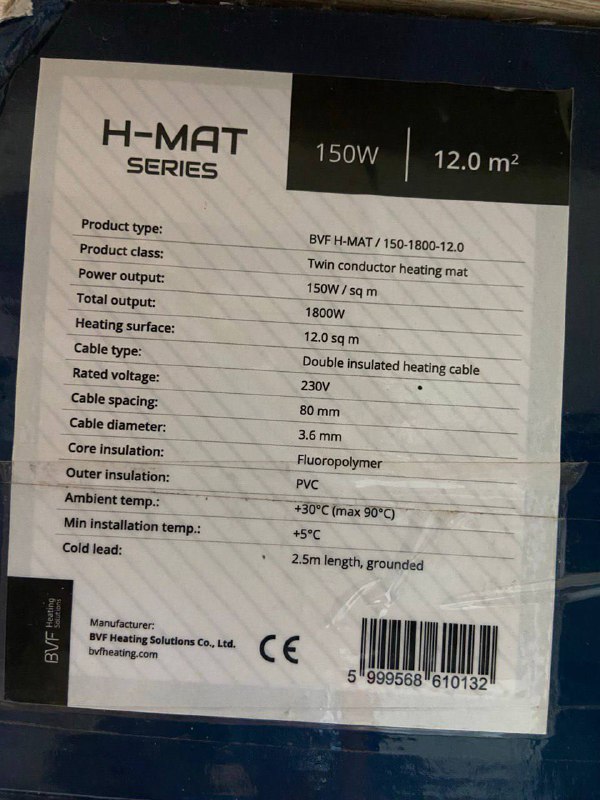 H-MAT
SERIES
150W | 12.0 m²
Product type: BVF H-MAT / 150-1800-12.0
Product class: Twin conductor heating mat
Power output: 150W / sq m
Total output: 1800W
Heating surface: 12.0 sq m
Cable type: Double insulated heating cable
Rated voltage: 230V
Cable spacing: 80 mm
Cable diameter: 3.6 mm
Core insulation: Fluoropolymer
Outer insulation: PVC
Ambient temp.: +30°C (max 90°C)
Min installation temp.: +5°C
Cold lead: 2.5m length, grounded
BVF Heating
Solutions
Manufacturer:
BVF Heating Solutions Co., Ltd.
bvfheating.com
CE
5 999568 610132